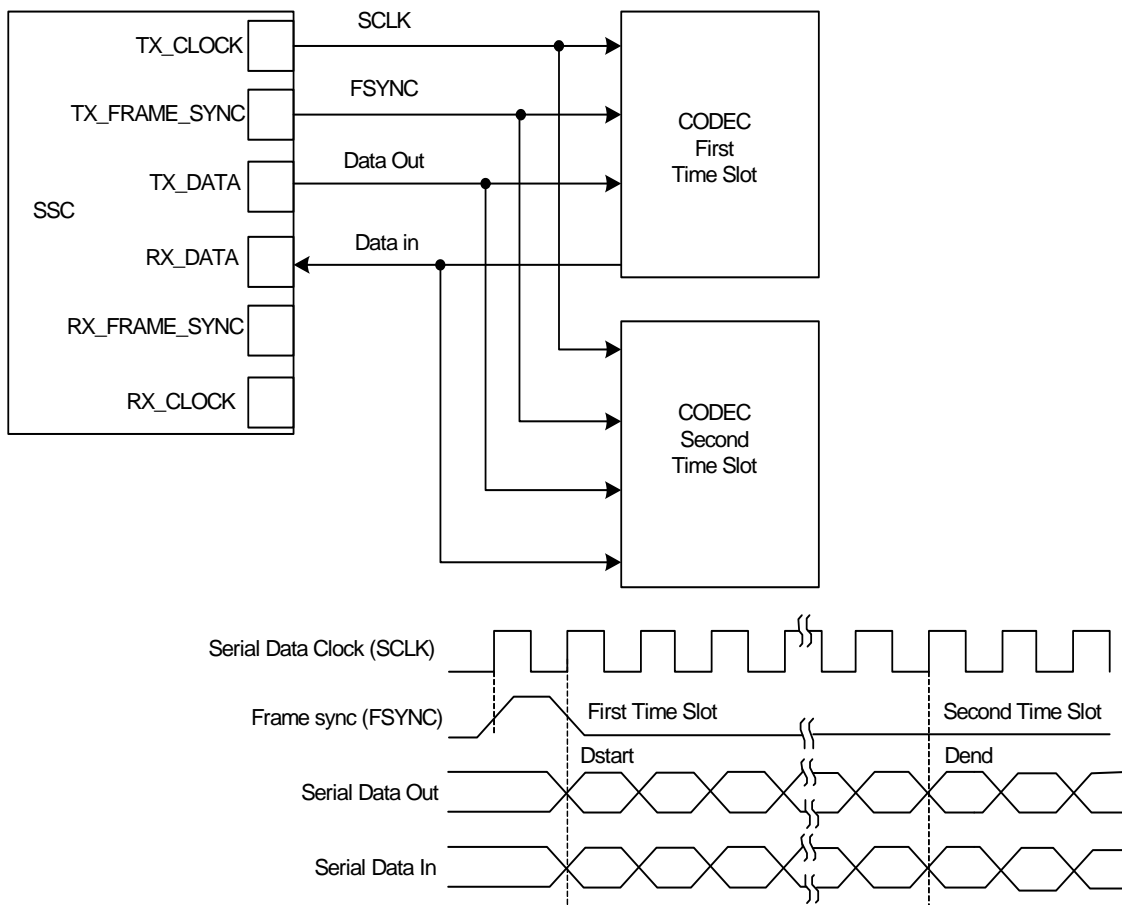 SCLK
TX_CLOCK
FSYNC
TX_FRAME_SYNC
CODEC
First
Time Slot
Data Out
TX_DATA
SSC
Data in
RX_DATA
RX_FRAME_SYNC
RX_CLOCK
CODEC
Second
Time Slot
Serial Data Clock (SCLK)
Frame sync (FSYNC)
First Time Slot
Second Time Slot
Dstart
Dend
Serial Data Out
Serial Data In